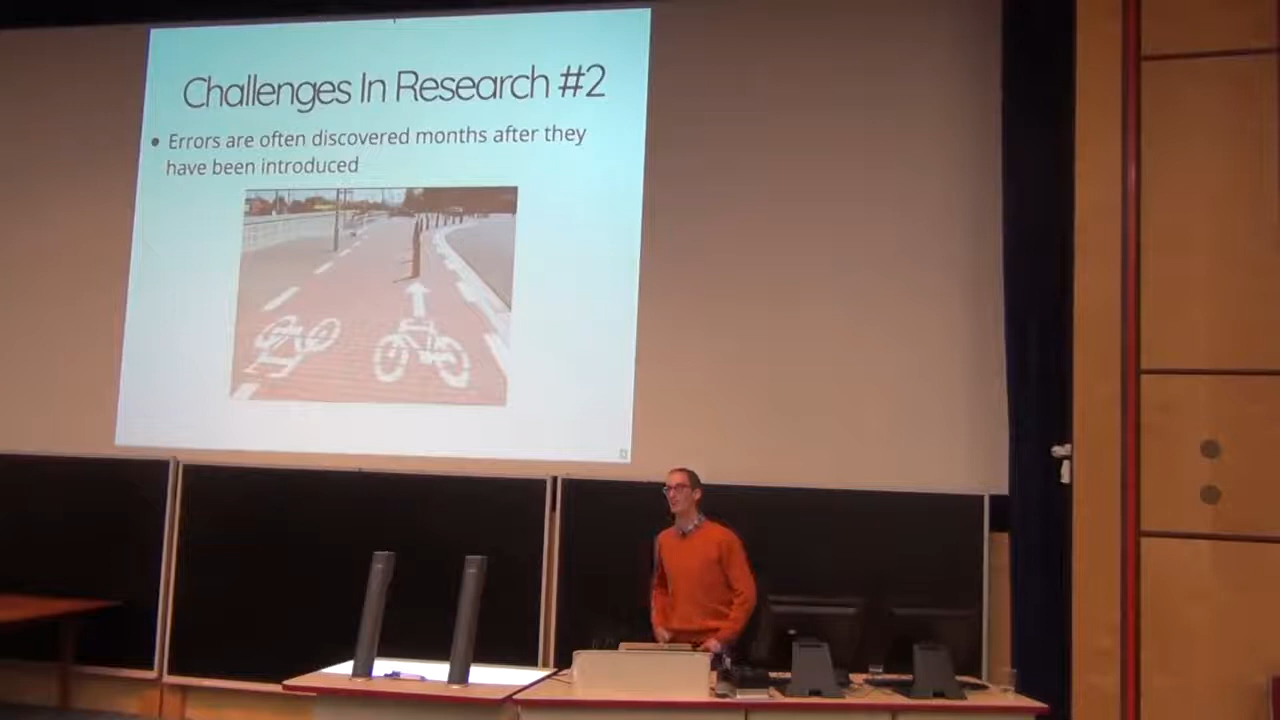 Challenges In Research #2
• Errors are often discovered months after they
have been introduced